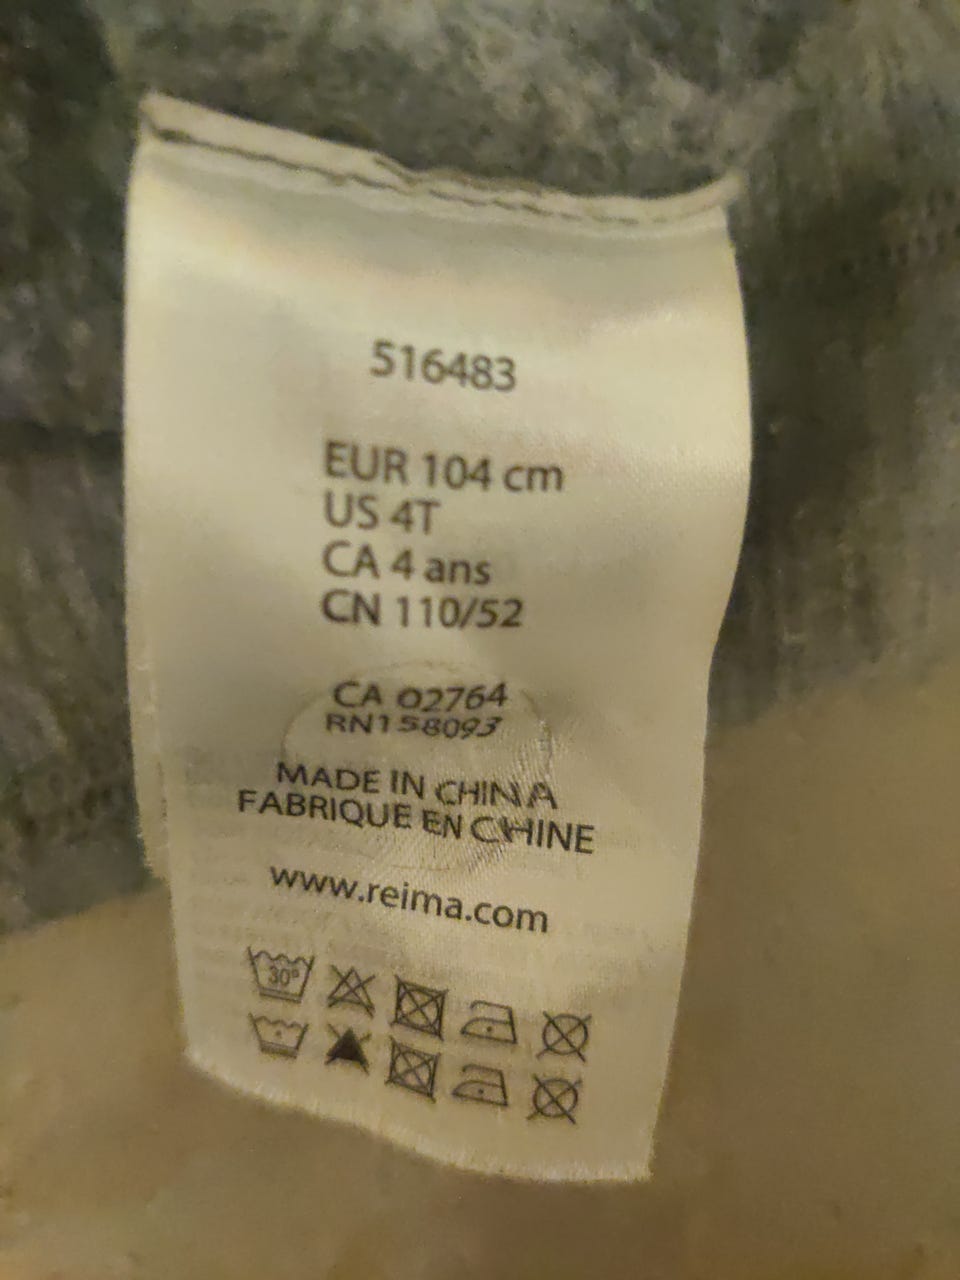 516483
EUR 104 cm
US 4T
CA 4 ans
CN 110/52
CA 02764
RN158093
MADE IN CHINA
FABRIQUE EN CHINE
www.reima.com
30°